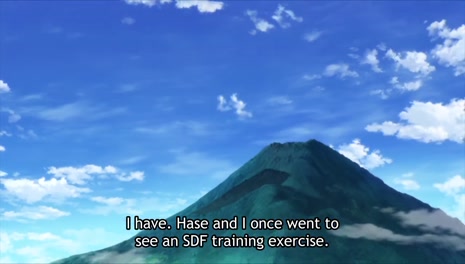 I have. Hase and I once went to
see an SDF training exercise.